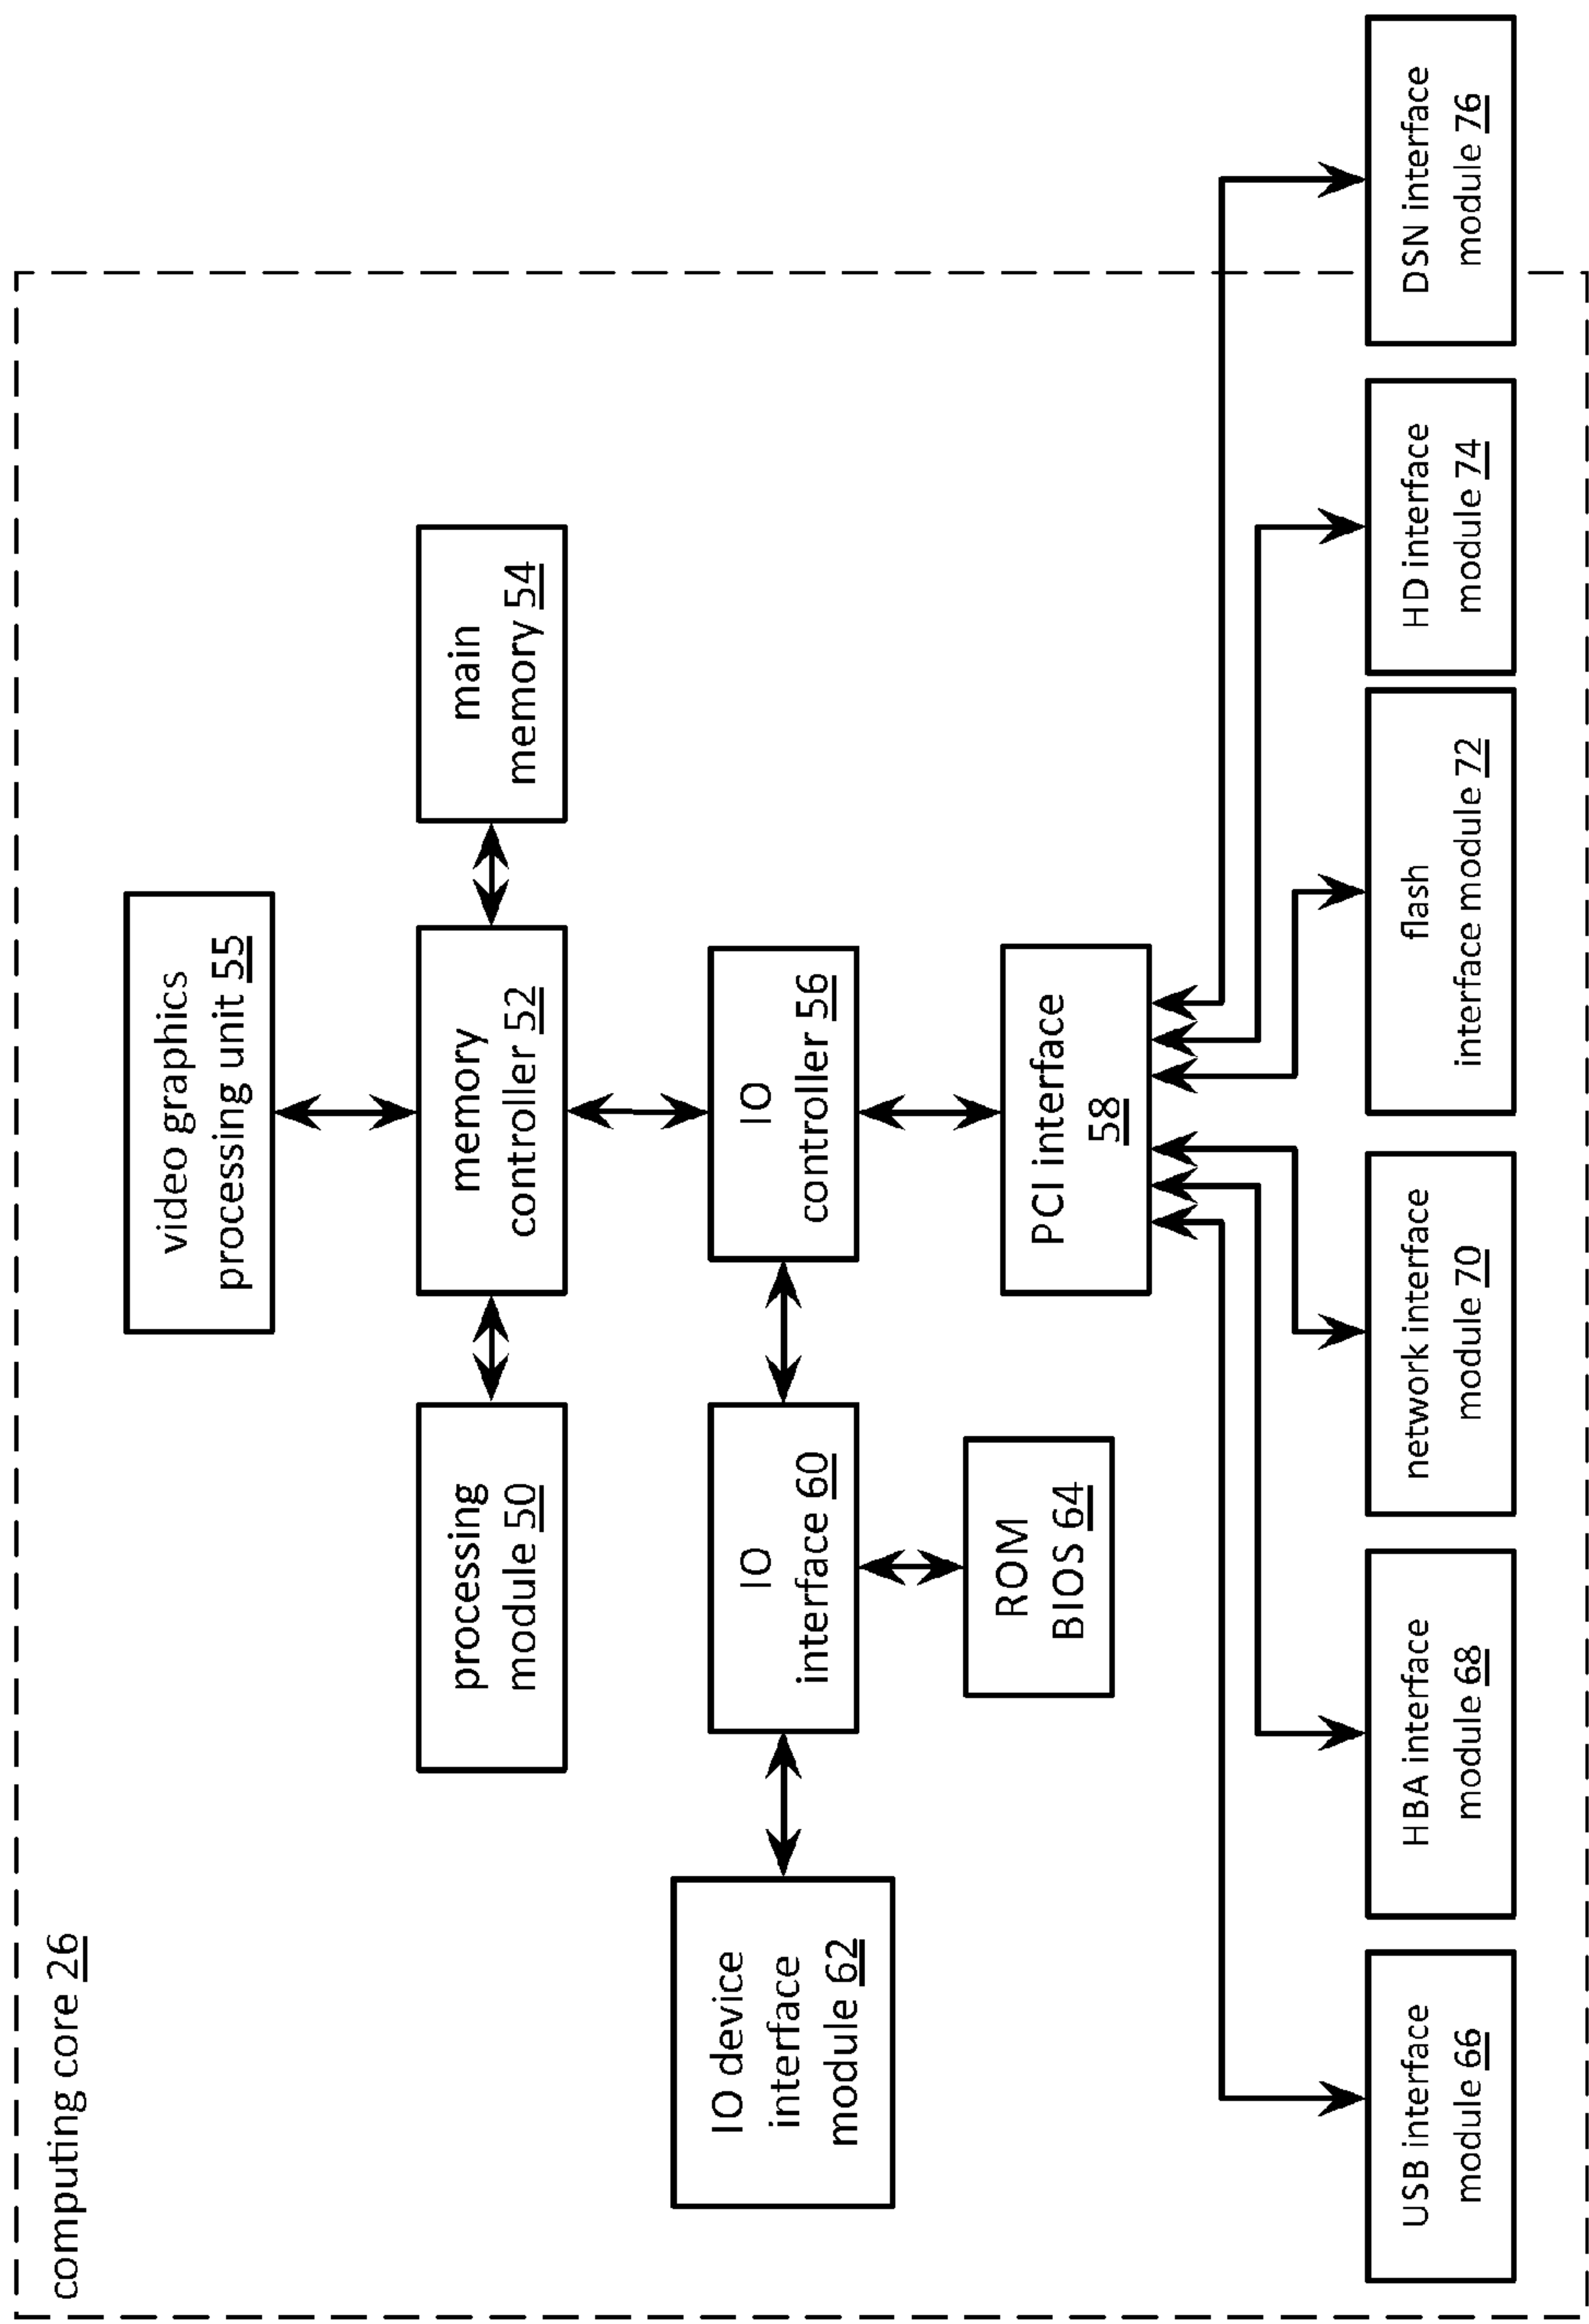 computing core 26
video graphics
processing unit 55
processing
module 50
memory
controller 52
main
memory 54
IO device
interface
module 62
IO
interface 60
IO
controller 56
ROM
BIOS 64
PCI interface
58
USB interface
module 66
HBA interface
module 68
network interface
module 70
flash
interface module 72
HD interface
module 74
DSN interface
module 76